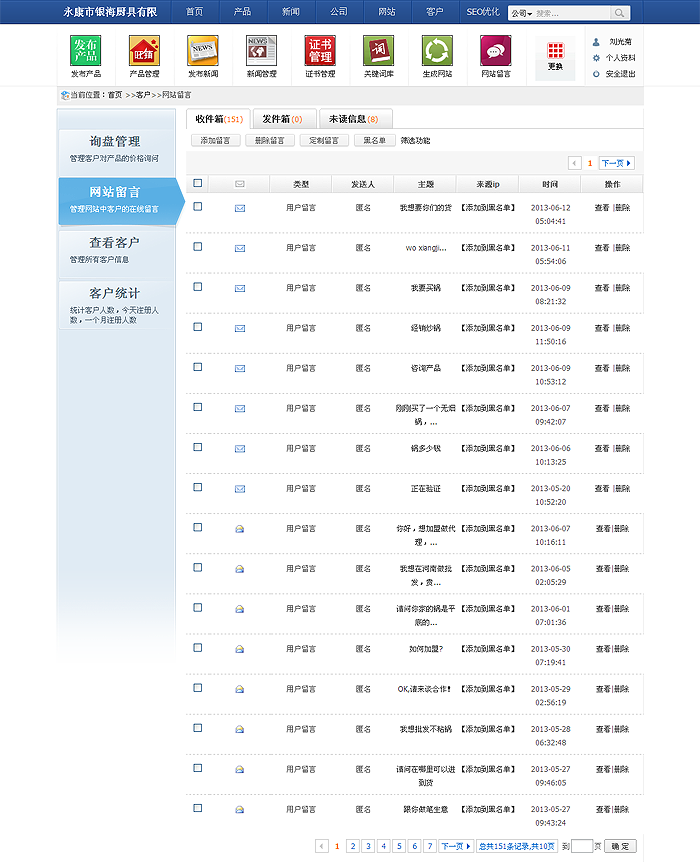 永康市银海厨具有限 首页 产品 新闻 公司 网站 客户 SEO优化 公司 搜索...
发布产品 产品管理 发布新闻 新闻管理 证书管理 关键词库 生成网站 网站留言 更换
刘光菊
个人资料
安全退出
当前位置：首页 >>客户>>网站留言
询盘管理
管理客户对产品的价格询问
网站留言
管理网站中客户的在线留言
查看客户
管理所有客户信息
客户统计
统计客户人数，今天注册人
数，一个月注册人数
收件箱(151) 发件箱(0) 未读信息(8)
添加留言 删除留言 定制留言 黑名单 筛选功能
1 下一页
类型 发送人 主题 来源ip 时间 操作
用户留言 匿名 我想要你们的货 【添加到黑名单】 2013-06-12 查看 |删除
05:04:41
用户留言 匿名 wo xiangji... 【添加到黑名单】 2013-06-11 查看 |删除
05:54:06
用户留言 匿名 我要买锅 【添加到黑名单】 2013-06-09 查看 |删除
08:21:32
用户留言 匿名 经销炒锅 【添加到黑名单】 2013-06-09 查看 |删除
11:50:16
用户留言 匿名 咨询产品 【添加到黑名单】 2013-06-09 查看 |删除
10:53:12
用户留言 匿名 刚刚买了一个无烟 【添加到黑名单】 2013-06-07 查看 |删除
锅，... 09:42:07
用户留言 匿名 锅多少钱 【添加到黑名单】 2013-06-06 查看 |删除
10:13:25
用户留言 匿名 正在验证 【添加到黑名单】 2013-05-20 查看 |删除
10:52:20
用户留言 匿名 你好，想加盟做代 【添加到黑名单】 2013-06-07 查看|删除
理，... 10:16:11
用户留言 匿名 我想在河南做批 【添加到黑名单】 2013-06-05 查看|删除
发，贵... 02:05:29
用户留言 匿名 请问你家的锅是平 【添加到黑名单】 2013-06-01 查看|删除
底的... 07:01:36
用户留言 匿名 如何加盟? 【添加到黑名单】 2013-05-30 查看|删除
07:19:41
用户留言 匿名 OK,请来谈合作! 【添加到黑名单】 2013-05-29 查看|删除
02:56:19
用户留言 匿名 我想批发不粘锅 【添加到黑名单】 2013-05-28 查看|删除
06:32:48
用户留言 匿名 请问在哪里可以进 【添加到黑名单】 2013-05-27 查看|删除
到货 09:46:05
用户留言 匿名 跟你做笔生意 【添加到黑名单】 2013-05-27 查看|删除
09:43:24
1 2 3 4 5 6 7 下一页 总共151条记录,共10页 到 页 确 定